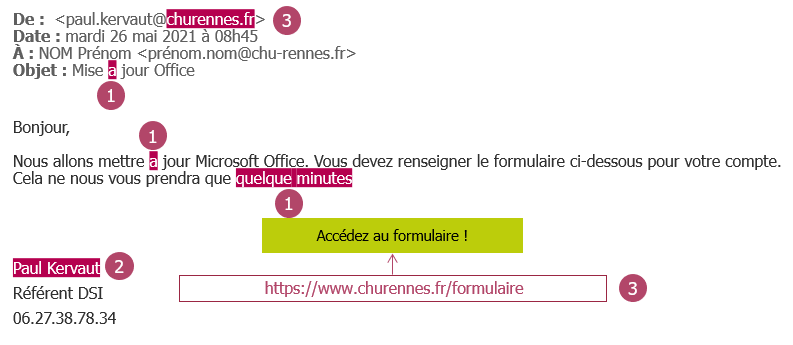 De : <paul.kervaut@churennes.fr> 3
Date : mardi 26 mai 2021 à 08h45
À : NOM Prénom <prénom.nom@chu-rennes.fr>
Objet : Mise a jour Office
1
Bonjour,
1
Nous allons mettre a jour Microsoft Office. Vous devez renseigner le formulaire ci-dessous pour votre compte.
Cela ne nous vous prendra que quelque minutes
1
Accédez au formulaire !
Paul Kervaut 2
https://www.churennes.fr/formulaire 3
Référent DSI
06.27.38.78.34